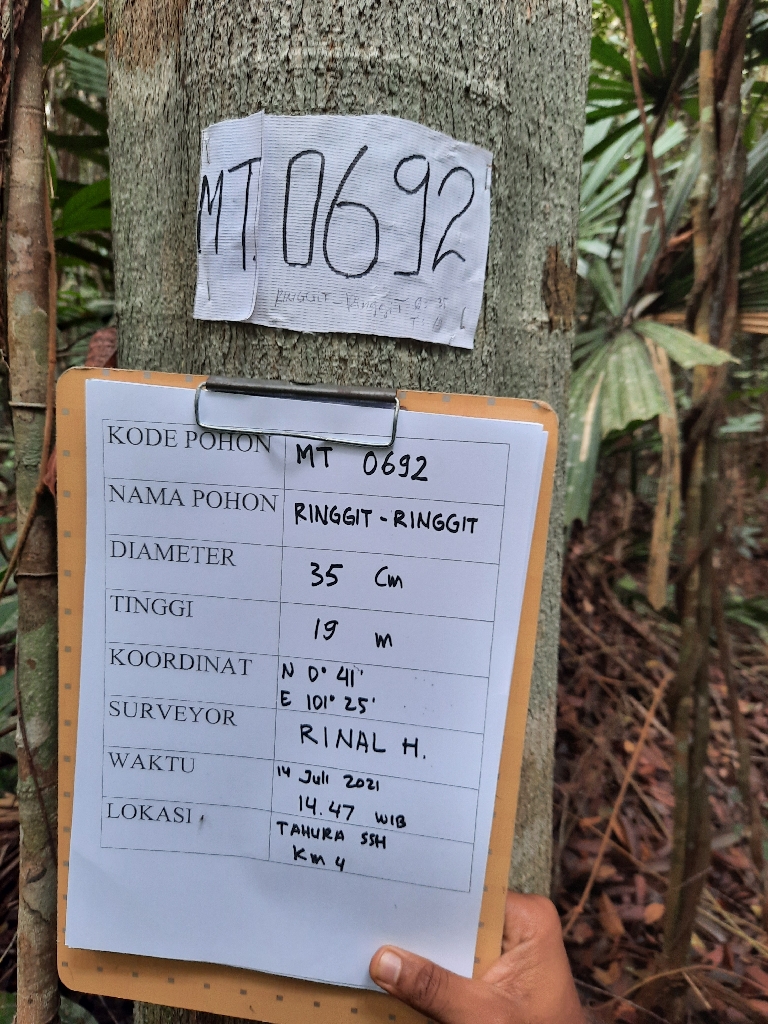 MT. 0692
RINGGIT - RINGGIT
KODE POHON MT 0692
NAMA POHON RINGGIT - RINGGIT
DIAMETER 35 Cm
TINGGI 19 m
KOORDINAT N 0° 41'
E 101° 25'
SURVEYOR RINAL H.
WAKTU 14 Juli 2021
14.47 WIB
LOKASI TAHURA SSH
Km 4